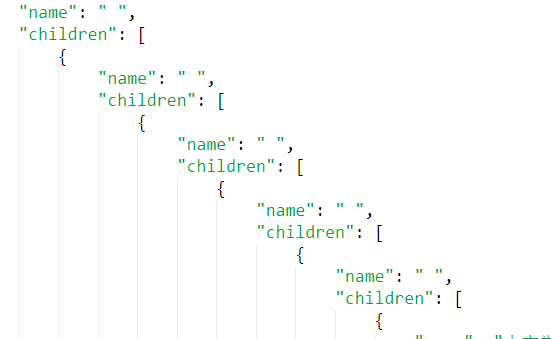 "name": " ",
"children": [
{
"name": " ",
"children": [
{
"name": " ",
"children": [
{
"name": " ",
"children": [
{
"name": " ",
"children": [
{